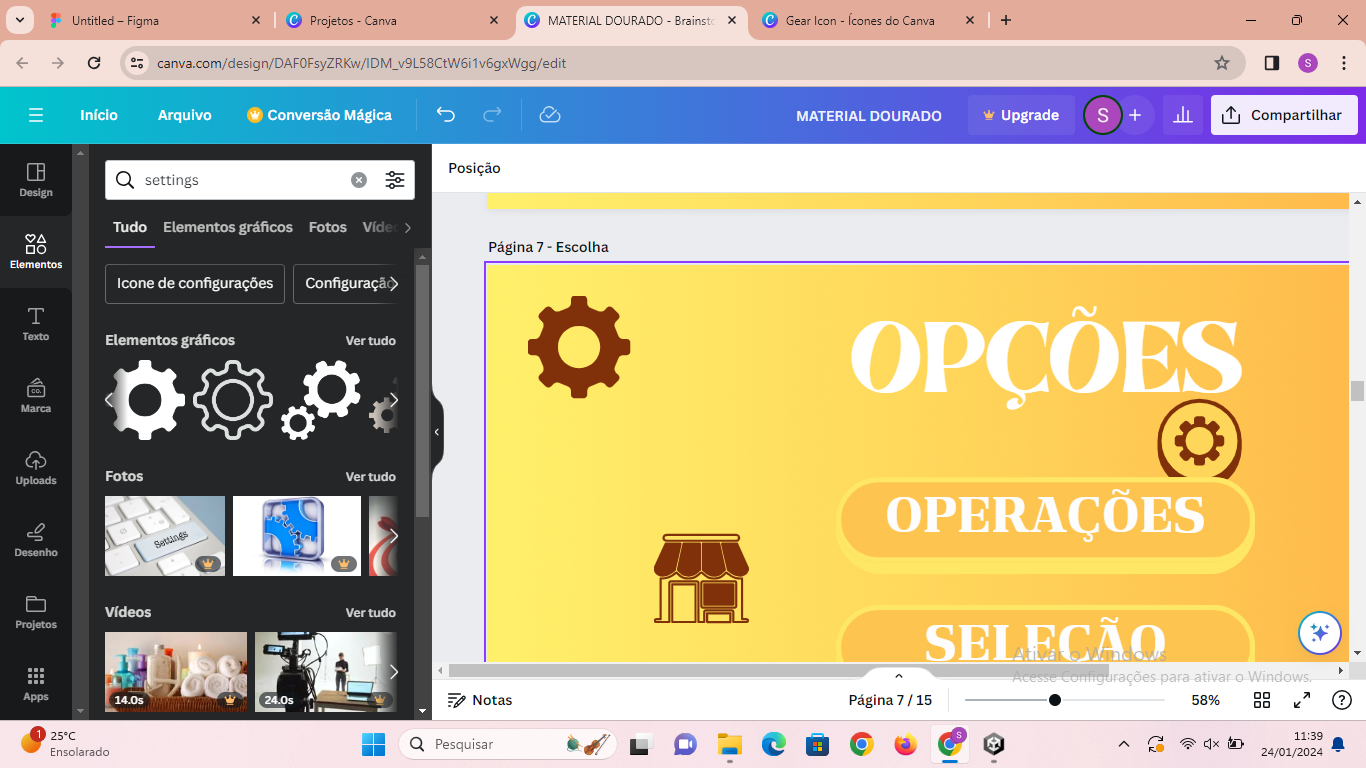 Untitled – Figma
Projetos - Canva
MATERIAL DOURADO - Brainsto
Gear Icon - Ícones do Canva
canva.com/design/DAF0FsyZRKw/IDM_v9L58CtW6i1v6gxWgg/edit
S
Início
Arquivo
Conversão Mágica
MATERIAL DOURADO
Upgrade
S
Compartilhar
Design
Elementos
Texto
Marca
CO.
Uploads
Desenho
Projetos
Apps
settings
Tudo
Elementos gráficos
Fotos
Víde
Icone de configurações
Configuração
Elementos gráficos
Ver tudo
Fotos
Ver tudo
Settings
Vídeos
Ver tudo
14.0s
24.0s
Posição
Página 7 - Escolha
OPÇÕES
OPERAÇÕES
SELEÇÃO
Ativar o Windows
Acesse Configurações para ativar o Windows.
Notas
Página 7 / 15
58%
1
25°C
Ensolarado
Pesquisar
S
11:39
24/01/2024